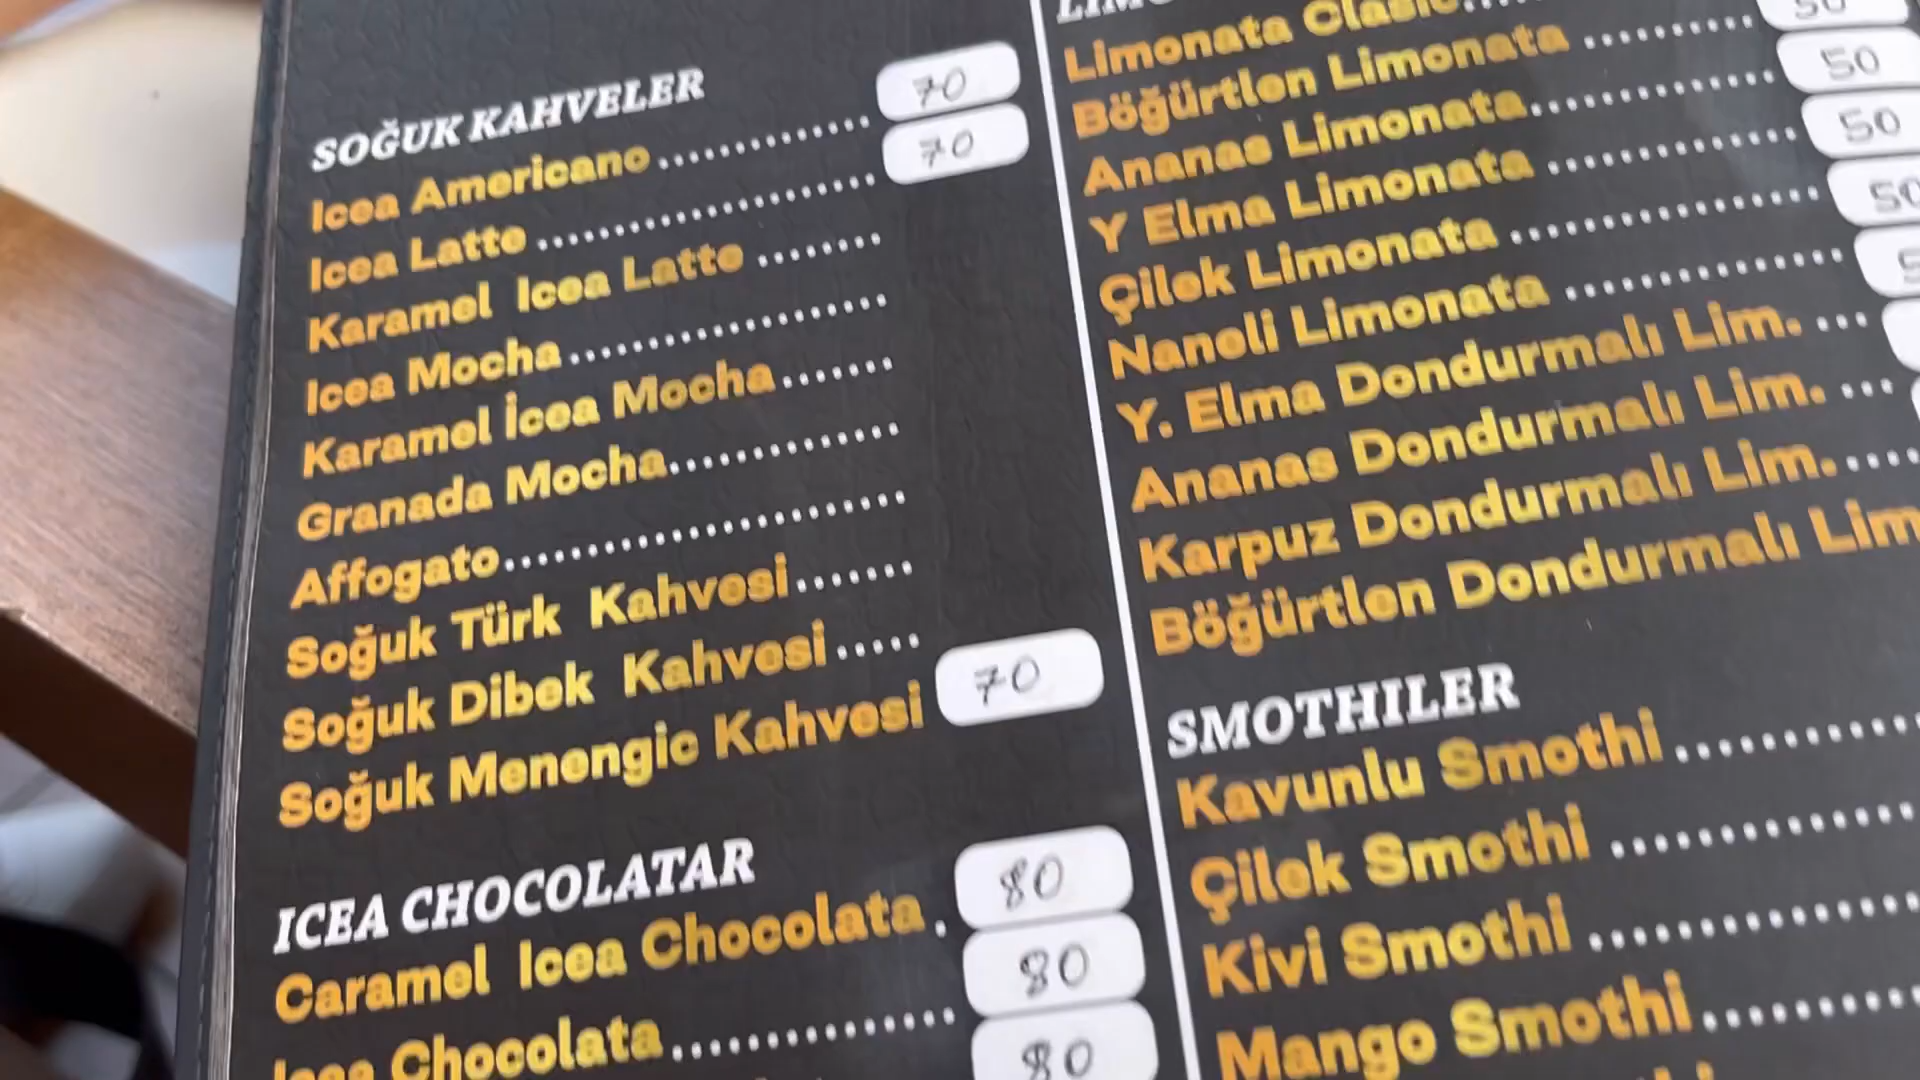 SOĞUK KAHVELER
Icea Americano............ 70
Icea Latte .................... 70
Karamel Icea Latte ........
Icea Mocha...................
Karamel İcea Mocha.......
Granada Mocha.............
Affogato......................
Soğuk Türk Kahvesi.......
Soğuk Dibek Kahvesi.....
Soğuk Menengic Kahvesi 70
ICEA CHOCOLATAR
Caramel Icea Chocolata . 80
Icea Chocolata............... 80
80
Limonata Clasic....
Böğürtlen Limonata ............. 50
Ananas Limonata................ 50
Y Elma Limonata ................ 50
Çilek Limonata ................... 50
Naneli Limonata .................
Y. Elma Dondurmalı Lim. ...
Ananas Dondurmalı Lim. ...
Karpuz Dondurmalı Lim.....
Böğürtlen Dondurmalı Lim
SMOTHILER
Kavunlu Smothi ............
Çilek Smothi ................
Kivi Smothi ..................
Mango Smothi............